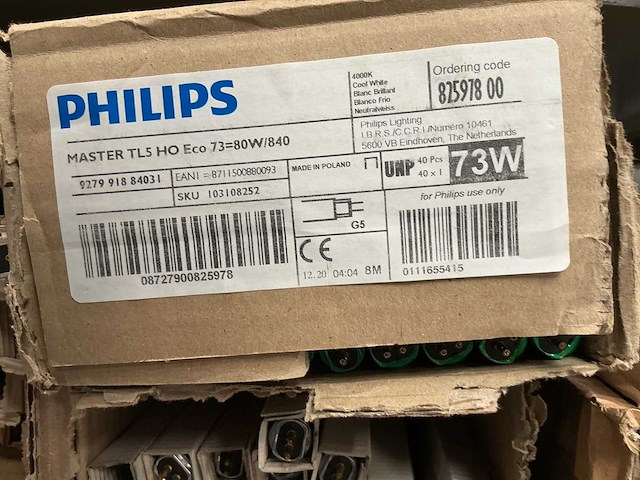 PHILIPS
4000K
Cool White
Blanc Brillant
Blanco Frio
Neutralweiss
Ordering code
825978 00
MASTER TL5 HO Eco 73=80W/840
Philips Lighting
I.B.R.S./C.C.R.I./Numéro 10461
5600 VB Eindhoven, The Netherlands
9279 918 84031
EAN1 = 8711500880093
SKU 103108252
MADE IN POLAND
UNP
40 Pcs
40 x 1
73W
for Philips use only
G5
CE
08727900825978
12.20 04:04 8M
0111655415